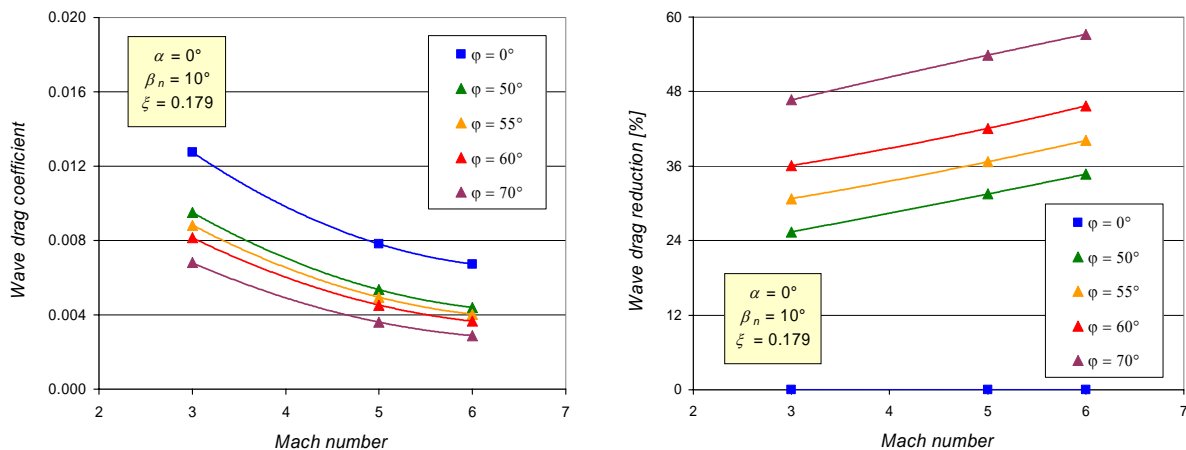 0.020
0.016
0.012
0.008
0.004
0.000
2 3 4 5 6 7
Wave drag coefficient
Mach number
α = 0°
βn = 10°
ξ = 0.179
φ = 0°
φ = 50°
φ = 55°
φ = 60°
φ = 70°
60
48
36
24
12
0
2 3 4 5 6 7
Wave drag reduction [%]
Mach number
α = 0°
βn = 10°
ξ = 0.179
φ = 0°
φ = 50°
φ = 55°
φ = 60°
φ = 70°